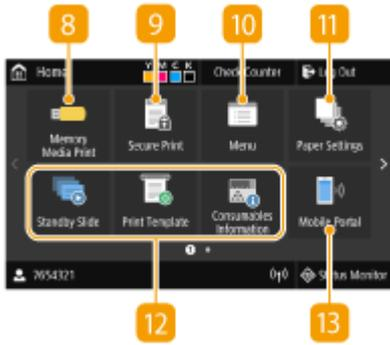 8 9 10 11
Home Y M C K Check Counter Log Out
Memory Media Print Secure Print Menu Paper Settings
Standby Slide Print Template Consumables Information Mobile Portal
1
7654321 Status Monitor
12 13